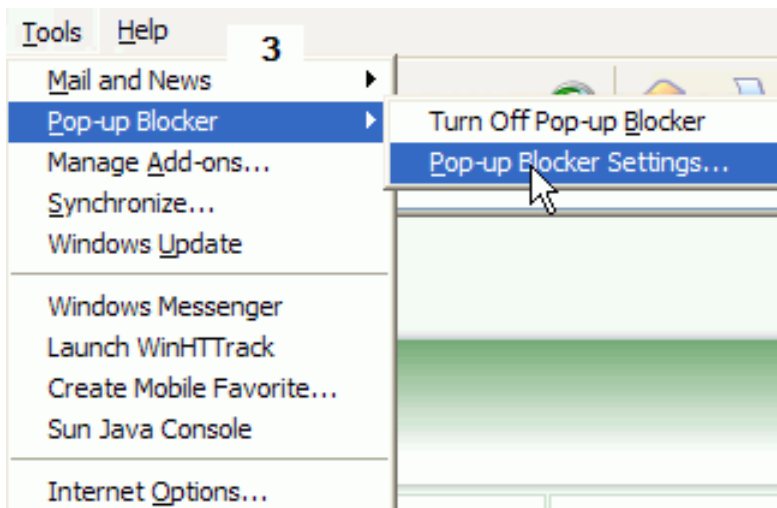 Tools Help
3
Mail and News
Pop-up Blocker
Turn Off Pop-up Blocker
Manage Add-ons...
Pop-up Blocker Settings...
Synchronize...
Windows Update
Windows Messenger
Launch WinHTTrack
Create Mobile Favorite...
Sun Java Console
Internet Options...